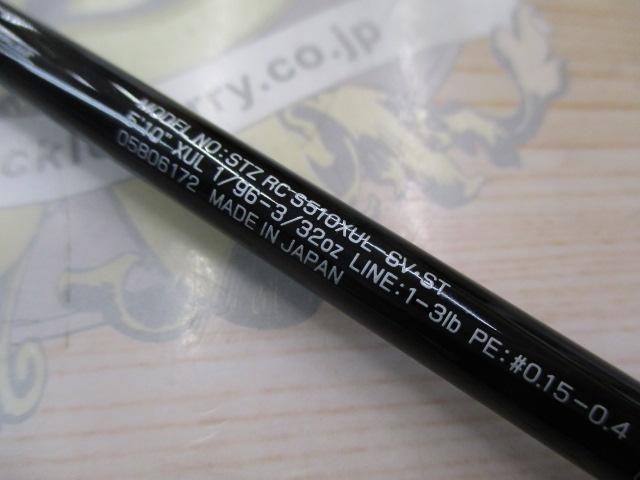 rry.co.jp
ckle
MODEL NO:STZ RC S510XUL-SV·ST
5'10" XUL 1/96-3/32oz LINE:1-3lb PE:#0.15-0.4
05806172 MADE IN JAPAN